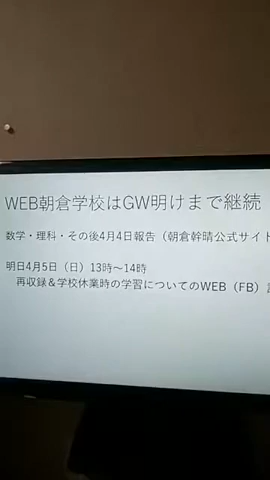 WEB朝倉学校はGW明けまで継続
数学・理科・その後4月4日報告（朝倉幹晴公式サイト
明日4月5日（日）13時～14時
再収録＆学校休業時の学習についてのWEB（FB）